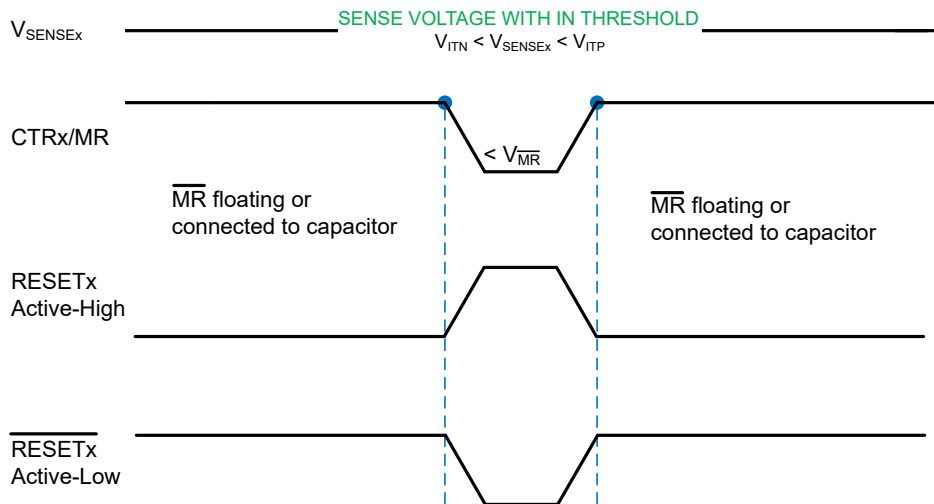 SENSE VOLTAGE WITH IN THRESHOLD
VSENSEx
VITN < VSENSEx < VITP
CTRx/MR
< VMR
MR floating or
connected to capacitor
MR floating or
connected to capacitor
RESETx
Active-High
RESETx
Active-Low